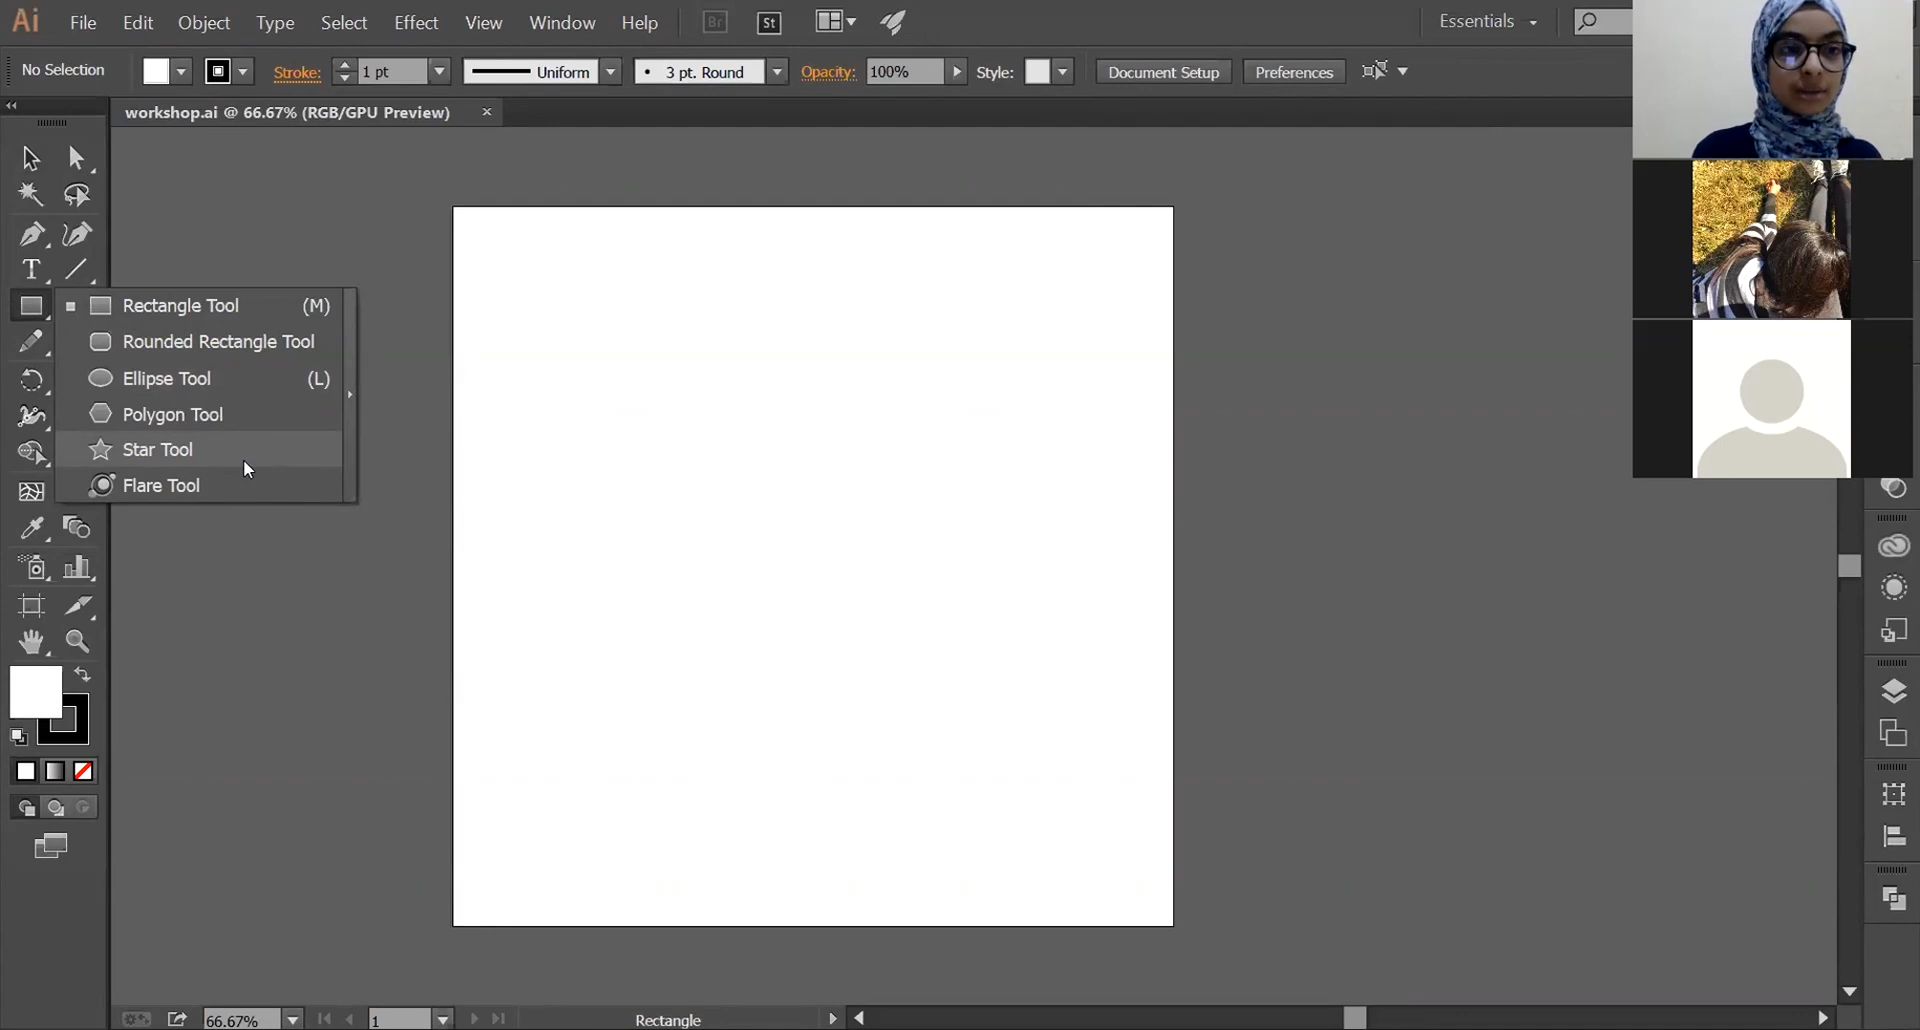 Ai File Edit Object Type Select Effect View Window Help Br St Essentials
No Selection Stroke: 1 pt Uniform 3 pt. Round Opacity: 100% Style: Document Setup Preferences
workshop.ai @ 66.67% (RGB/GPU Preview) ×
T
Rectangle Tool (M)
Rounded Rectangle Tool
Ellipse Tool (L)
Polygon Tool
Star Tool
Flare Tool
66.67% 1 Rectangle